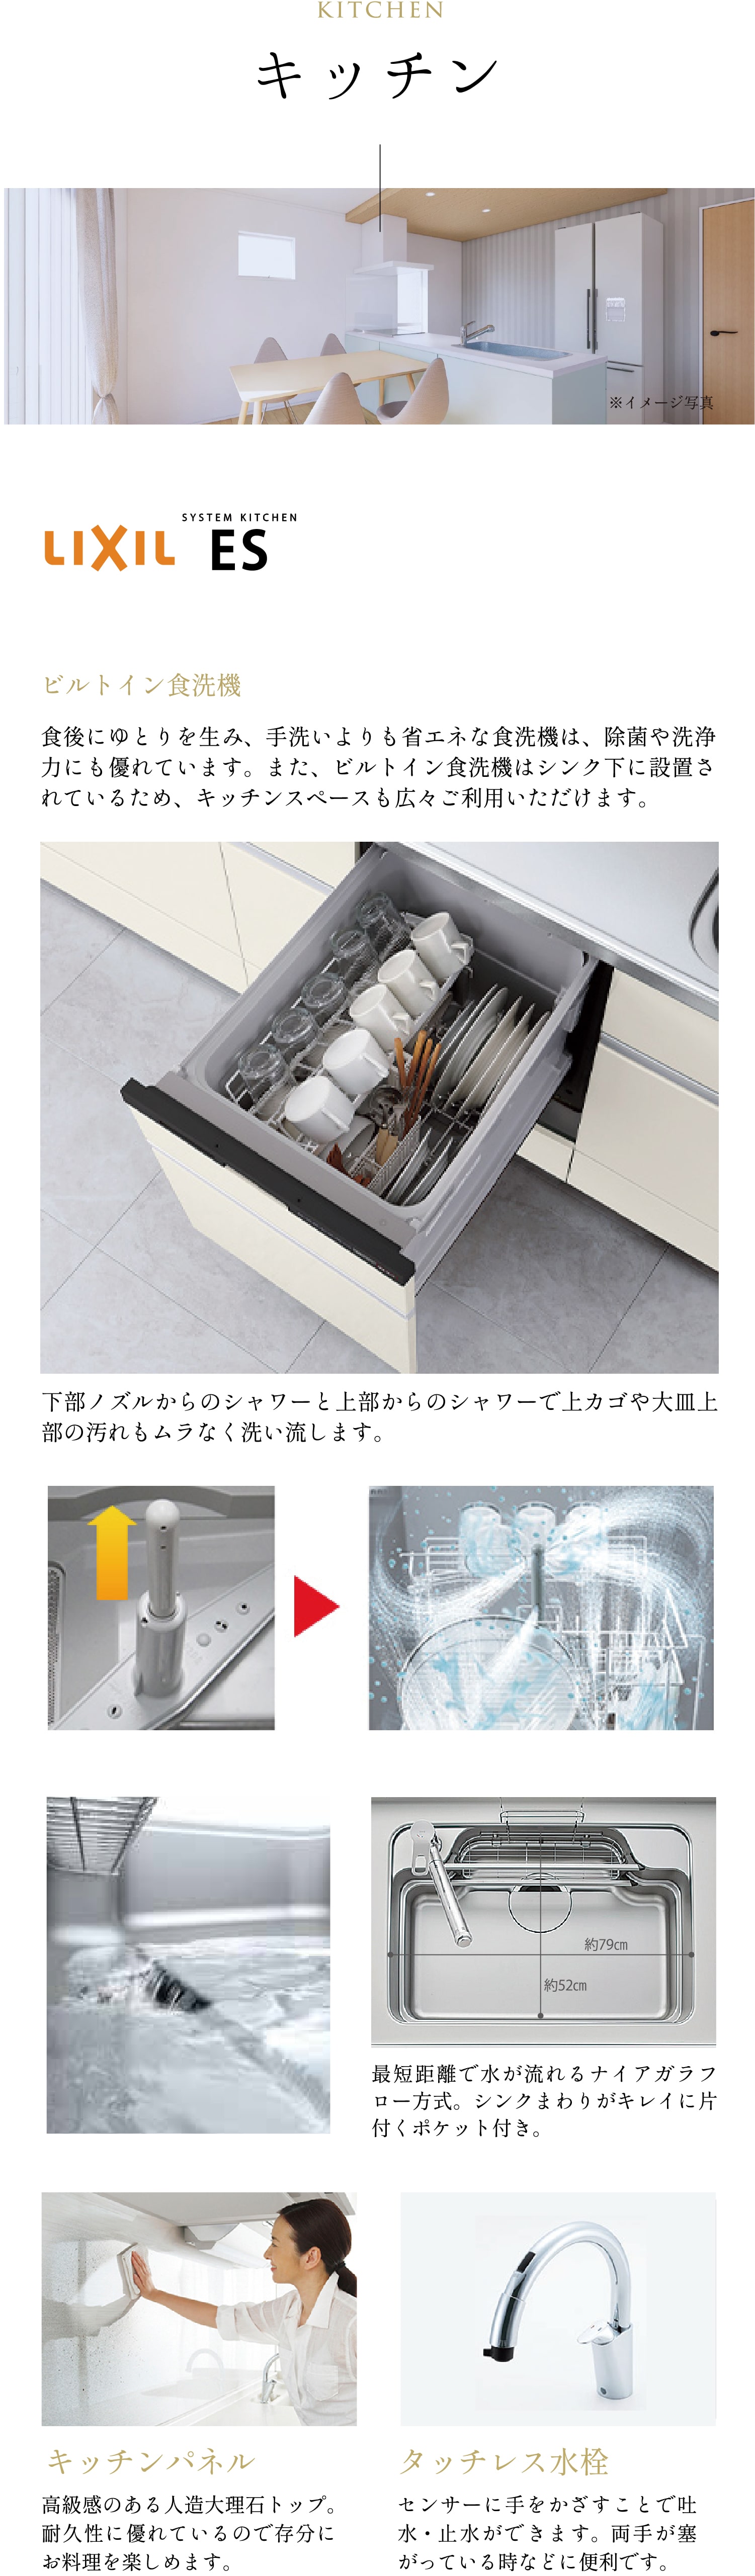 KITCHEN
キッチン
※イメージ写真
SYSTEM KITCHEN
LIXIL ES
ビルトイン食洗機
食後にゆとりを生み、手洗いよりも省エネな食洗機は、除菌や洗浄
力にも優れています。また、ビルトイン食洗機はシンク下に設置さ
れているため、キッチンスペースも広々ご利用いただけます。
下部ノズルからのシャワーと上部からのシャワーで上カゴや大皿上
部の汚れもムラなく洗い流します。
約79㎝
約52㎝
最短距離で水が流れるナイアガラフ
ロー方式。シンクまわりがキレイに片
付くポケット付き。
キッチンパネル
高級感のある人造大理石トップ。
耐久性に優れているので存分に
お料理を楽しめます。
タッチレス水栓
センサーに手をかざすことで吐
水・止水ができます。両手が塞
がっている時などに便利です。